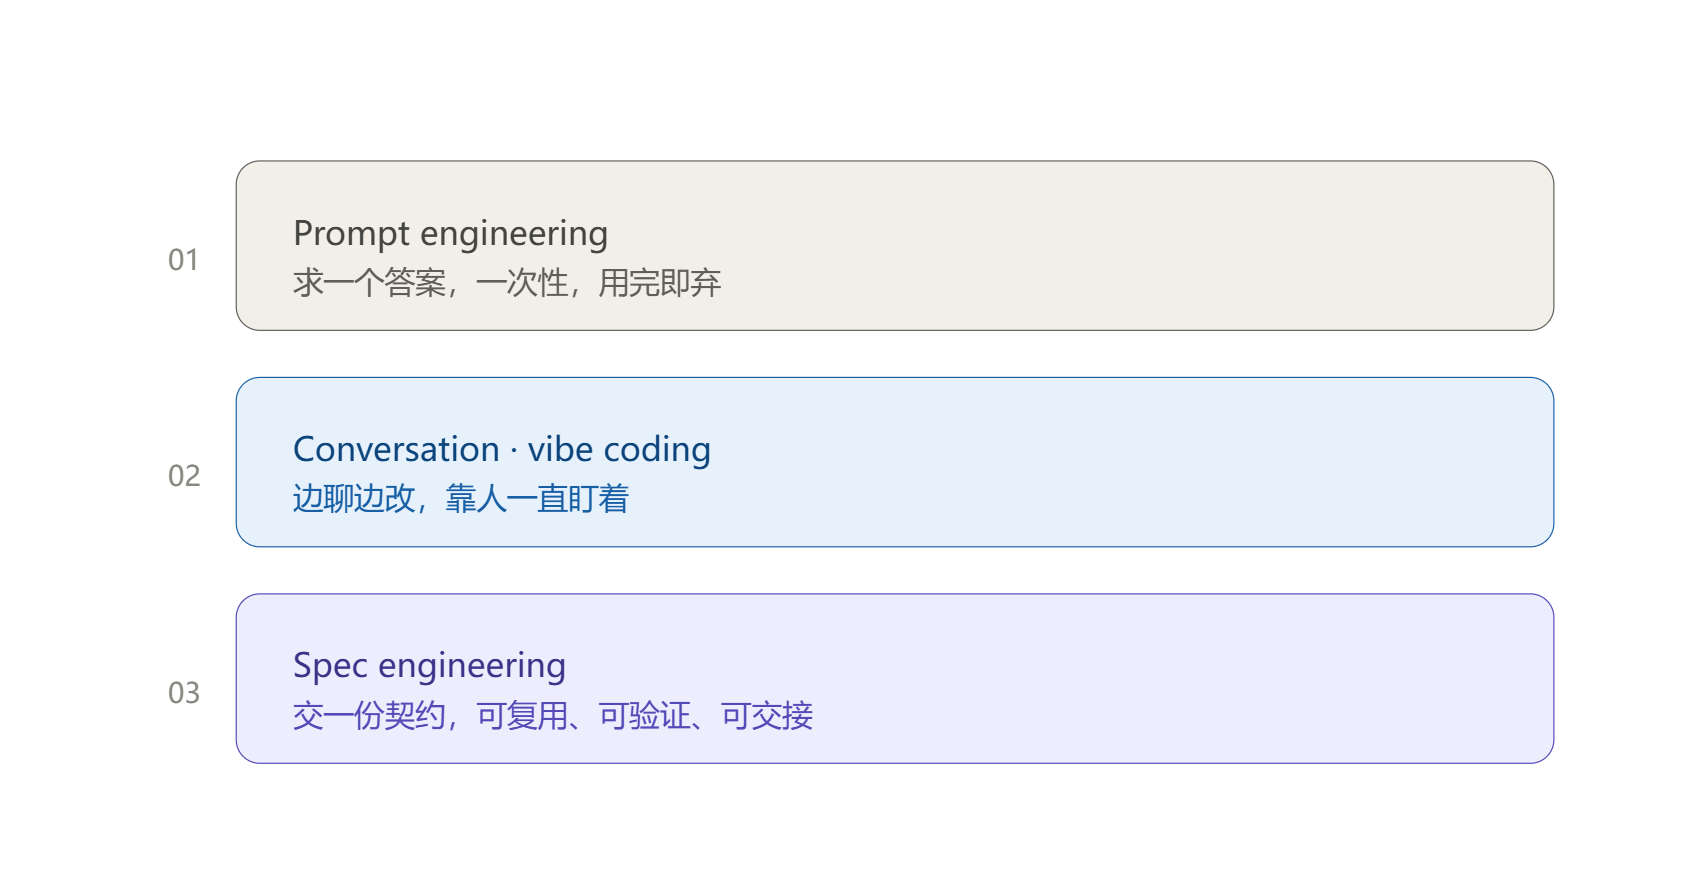 01
Prompt engineering
求一个答案，一次性，用完即弃
02
Conversation · vibe coding
边聊边改，靠人一直盯着
03
Spec engineering
交一份契约，可复用、可验证、可交接